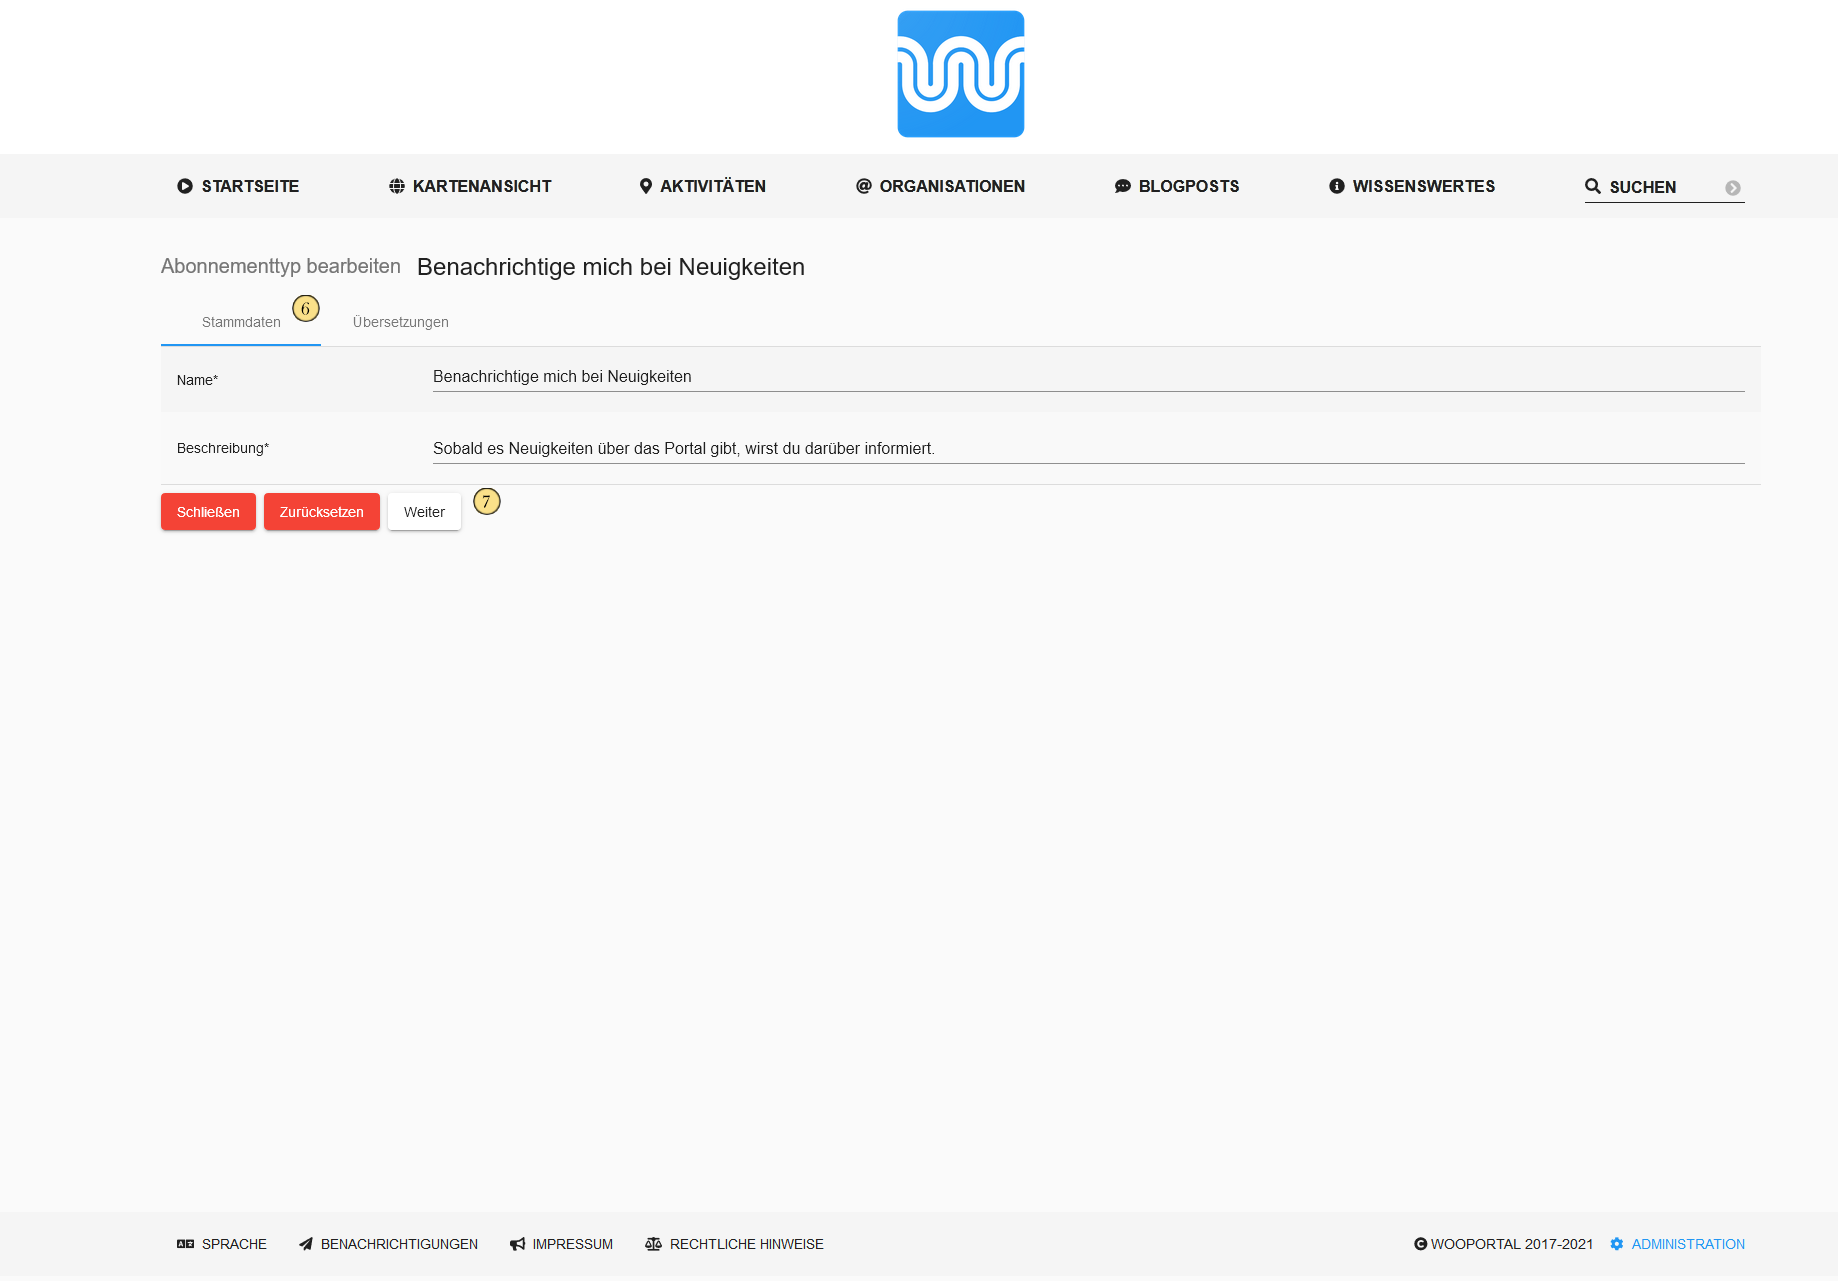 STARTSEITE KARTENANSICHT AKTIVITÄTEN ORGANISATIONEN BLOGPOSTS WISSENSWERTES SUCHEN
Abonnementtyp bearbeiten Benachrichtige mich bei Neuigkeiten
Stammdaten 6 Übersetzungen
Name* Benachrichtige mich bei Neuigkeiten
Beschreibung* Sobald es Neuigkeiten über das Portal gibt, wirst du darüber informiert.
Schließen Zurücksetzen Weiter 7
SPRACHE BENACHRICHTIGUNGEN IMPRESSUM RECHTLICHE HINWEISE WOOPORTAL 2017-2021 ADMINISTRATION